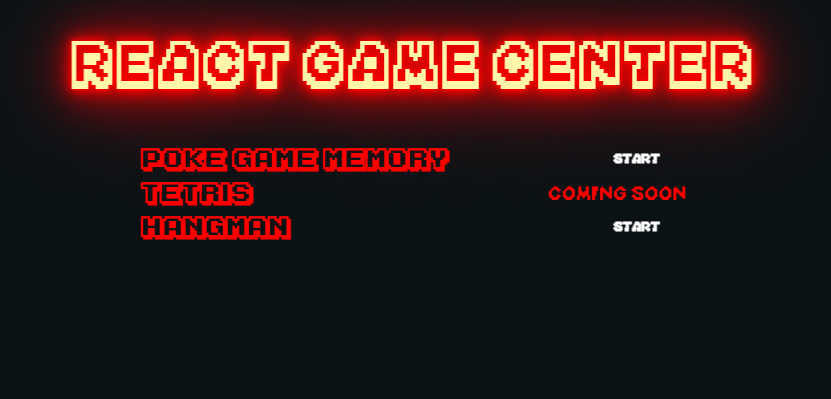 REACT GAME CENTER
POKE GAME MEMORY START
TETRIS COMING SOON
HANGMAN START